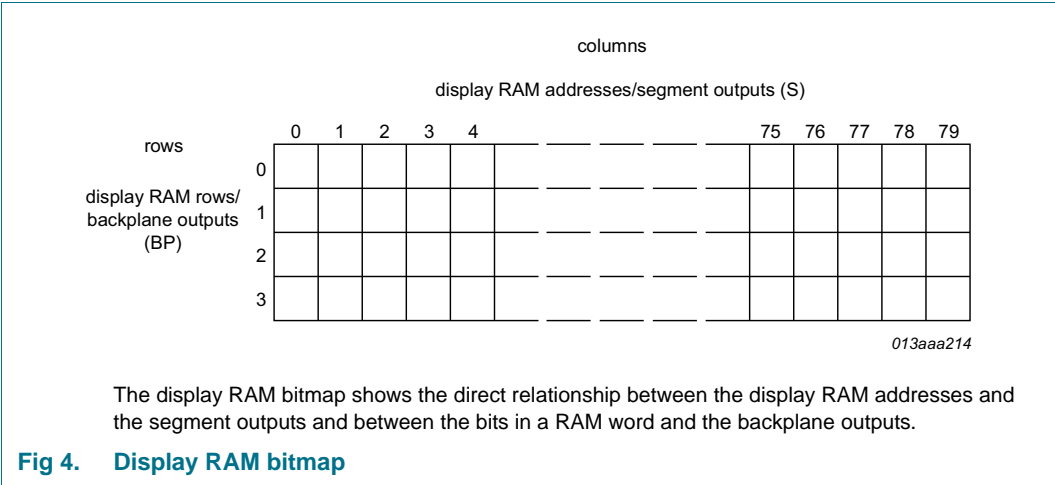 columns
display RAM addresses/segment outputs (S)
0 1 2 3 4 75 76 77 78 79
rows
0
display RAM rows/
backplane outputs
(BP)
1
2
3
013aaa214
The display RAM bitmap shows the direct relationship between the display RAM addresses and
the segment outputs and between the bits in a RAM word and the backplane outputs.
Fig 4. Display RAM bitmap